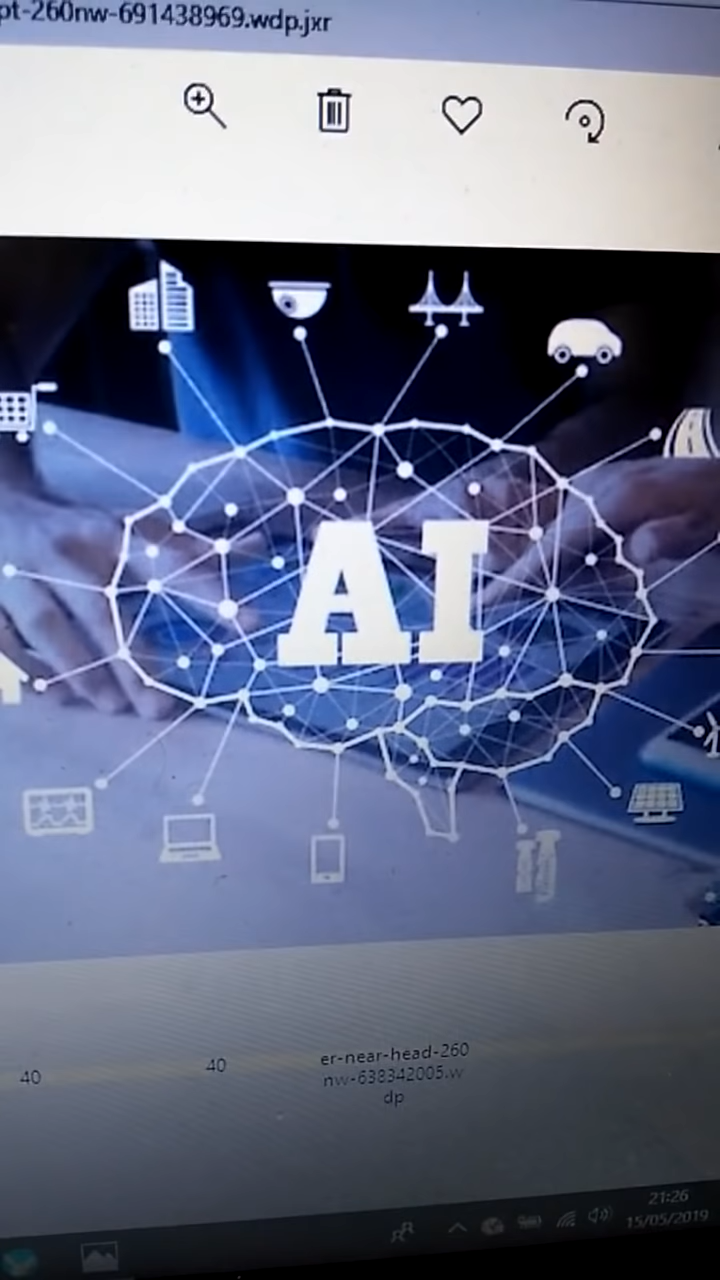 pt-260nw-691438969.wdp.jxr
AI
40
40
er-near-head-260
nw-638342005.w
dp
21:26
15/05/2019